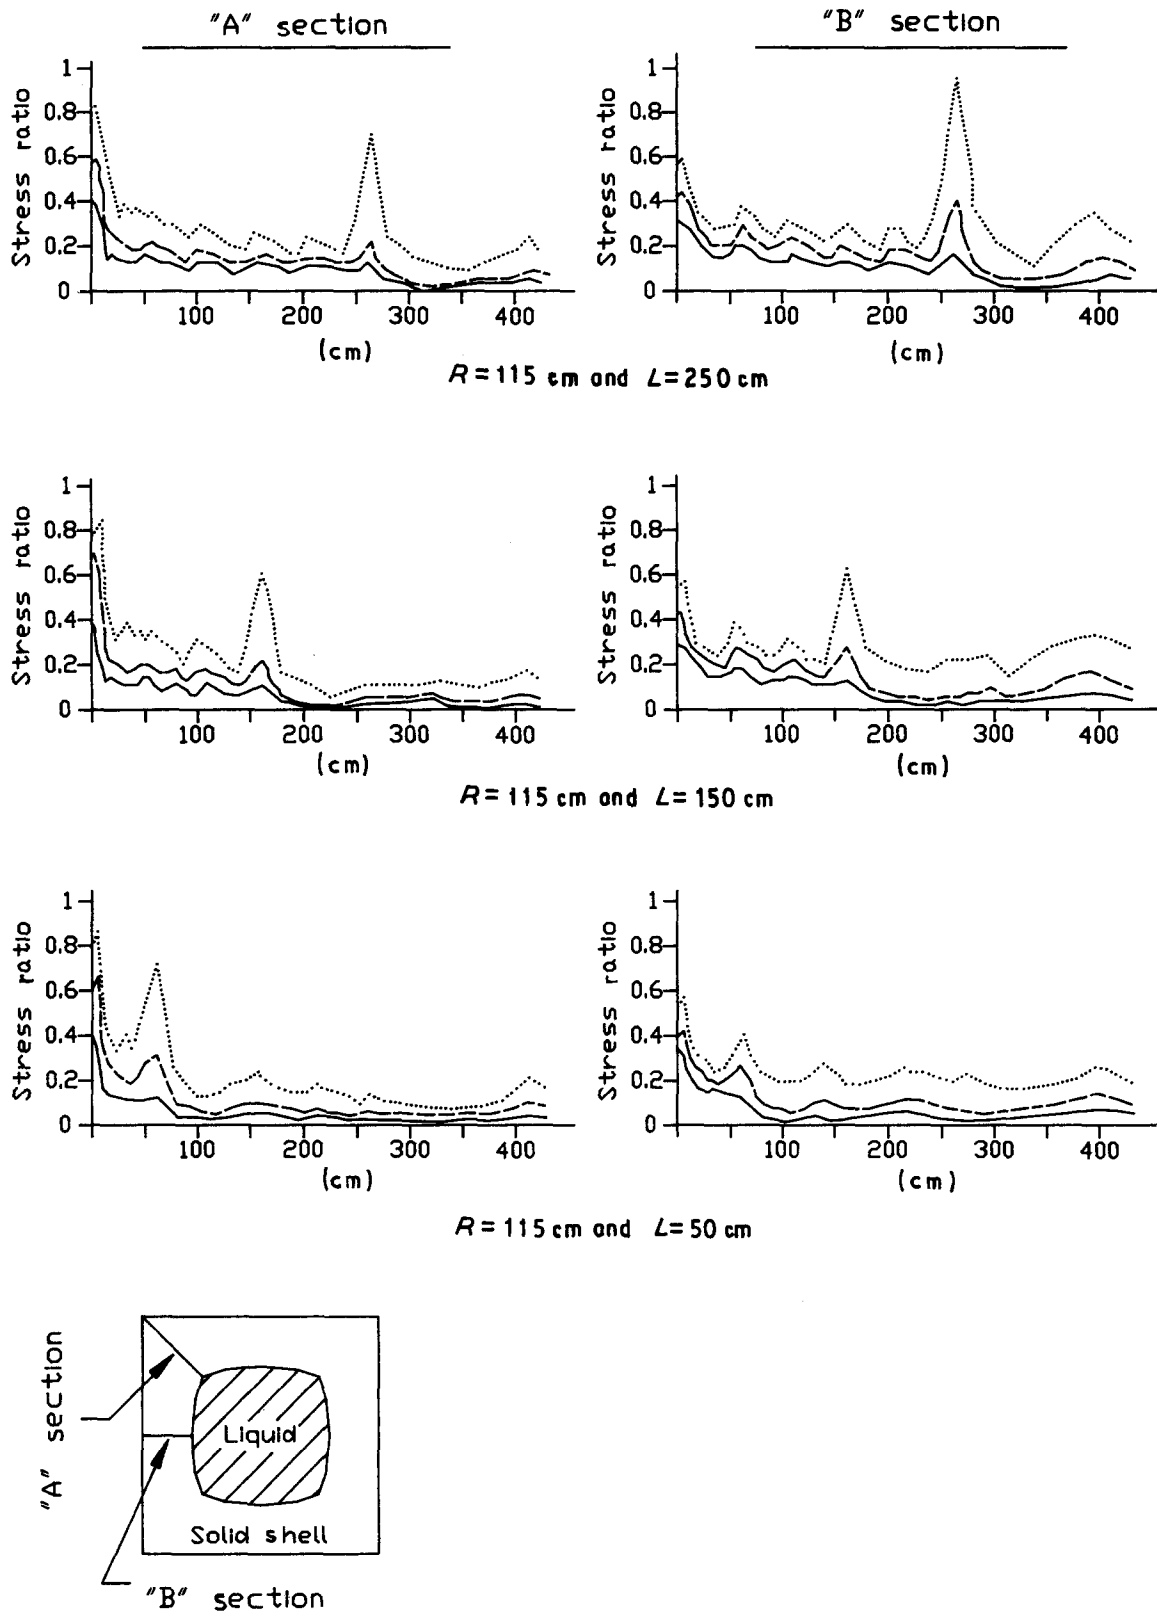 "A" section
"B" section
Stress ratio
1
0.8
0.6
0.4
0.2
0
100 200 300 400
(cm)
Stress ratio
1
0.8
0.6
0.4
0.2
0
100 200 300 400
(cm)
R = 115 cm and L = 250 cm
Stress ratio
1
0.8
0.6
0.4
0.2
0
100 200 300 400
(cm)
Stress ratio
1
0.8
0.6
0.4
0.2
0
100 200 300 400
(cm)
R = 115 cm and L = 150 cm
Stress ratio
1
0.8
0.6
0.4
0.2
0
100 200 300 400
(cm)
Stress ratio
1
0.8
0.6
0.4
0.2
0
100 200 300 400
(cm)
R = 115 cm and L = 50 cm
"A" section
Liquid
Solid shell
"B" section